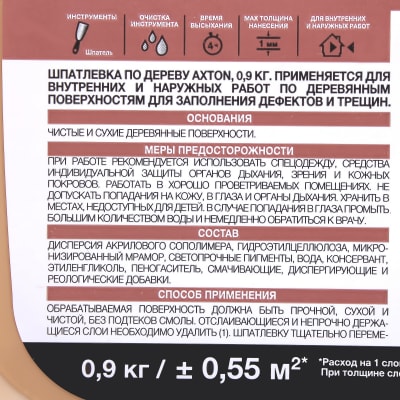 ИНСТРУМЕНТЫ
ОЧИСТКА ИНСТРУМЕНТА
ВРЕМЯ ВЫСЫХАНИЯ
MAX ТОЛЩИНА НАНЕСЕНИЯ
ДЛЯ ВНУТРЕННИХ И НАРУЖНЫХ РАБОТ
Шпатель
4ч
1 мм
ШПАТЛЕВКА ПО ДЕРЕВУ AXTON, 0,9 КГ. ПРИМЕНЯЕТСЯ ДЛЯ
ВНУТРЕННИХ И НАРУЖНЫХ РАБОТ ПО ДЕРЕВЯННЫМ
ПОВЕРХНОСТЯМ ДЛЯ ЗАПОЛНЕНИЯ ДЕФЕКТОВ И ТРЕЩИН.
ОСНОВАНИЯ
ЧИСТЫЕ И СУХИЕ ДЕРЕВЯННЫЕ ПОВЕРХНОСТИ.
МЕРЫ ПРЕДОСТОРОЖНОСТИ
ПРИ РАБОТЕ РЕКОМЕНДУЕТСЯ ИСПОЛЬЗОВАТЬ СПЕЦОДЕЖДУ, СРЕДСТВА
ИНДИВИДУАЛЬНОЙ ЗАЩИТЫ ОРГАНОВ ДЫХАНИЯ, ЗРЕНИЯ И КОЖНЫХ
ПОКРОВОВ. РАБОТАТЬ В ХОРОШО ПРОВЕТРИВАЕМЫХ ПОМЕЩЕНИЯХ. НЕ
ДОПУСКАТЬ ПОПАДАНИЯ НА КОЖУ, В ГЛАЗА И ОРГАНЫ ДЫХАНИЯ. ХРАНИТЬ В
МЕСТАХ, НЕДОСТУПНЫХ ДЛЯ ДЕТЕЙ. В СЛУЧАЕ ПОПАДАНИЯ В ГЛАЗА ПРОМЫТЬ
БОЛЬШИМ КОЛИЧЕСТВОМ ВОДЫ И НЕМЕДЛЕННО ОБРАТИТЬСЯ К ВРАЧУ.
СОСТАВ
ДИСПЕРСИЯ АКРИЛОВОГО СОПОЛИМЕРА, ГИДРОЭТИЛЦЕЛЛЮЛОЗА, МИКРО-
НИЗИРОВАННЫЙ МРАМОР, СВЕТОПРОЧНЫЕ ПИГМЕНТЫ, ВОДА, КОНСЕРВАНТ,
ЭТИЛЕНГЛИКОЛЬ, ПЕНОГАСИТЕЛЬ, СМАЧИВАЮЩИЕ, ДИСПЕРГИРУЮЩИЕ И
РЕОЛОГИЧЕСКИЕ ДОБАВКИ.
СПОСОБ ПРИМЕНЕНИЯ
ОБРАБАТЫВАЕМАЯ ПОВЕРХНОСТЬ ДОЛЖНА БЫТЬ ПРОЧНОЙ, СУХОЙ И
ЧИСТОЙ, БЕЗ ПОДТЕКОВ СМОЛЫ. ОТСЛАИВАЮЩИЕСЯ И НЕПРОЧНО ДЕРЖА-
ЩИЕСЯ СЛОИ НЕОБХОДИМО УДАЛИТЬ (1). ШПАТЛЕВКУ ТЩАТЕЛЬНО ПЕРЕМЕ-
0,9 кг / ± 0,55 м²*
*Расход на 1 сло
При толщине сло